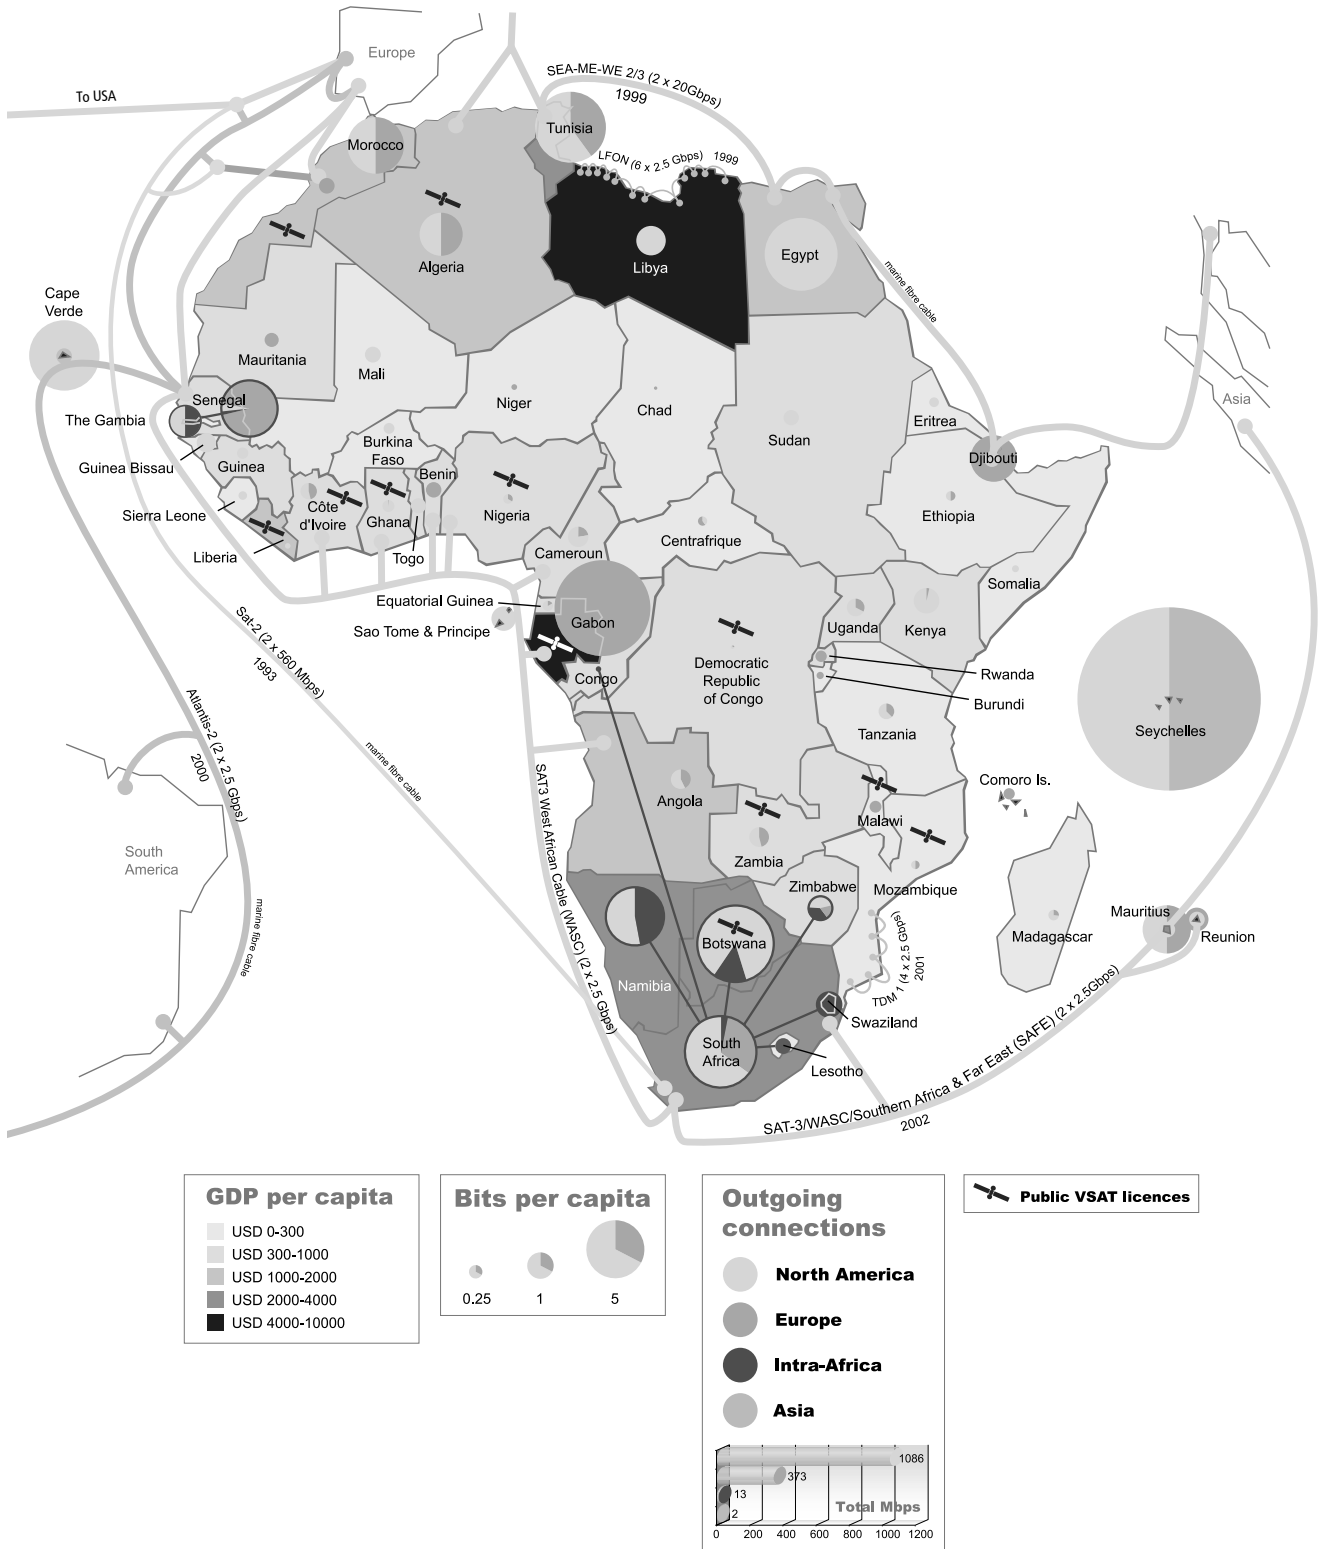 Europe
To USA
SEA-ME-WE 2/3 (2 x 20Gbps)
1999
Tunisia
Morocco
LFON (6 x 2.5 Gbps)
1999
Algeria
Libya
Egypt
marine fibre cable
Cape
Verde
Mauritania
Mali
Niger
Chad
Sudan
Eritrea
Asia
Senegal
The Gambia
Burkina
Faso
Djibouti
Guinea Bissau
Guinea
Benin
Sierra Leone
Côte
d'Ivoire
Ghana
Nigeria
Ethiopia
Liberia
Togo
Cameroun
Centrafrique
Somalia
Equatorial Guinea
Sao Tome & Principe
Gabon
Uganda
Kenya
Sat-2 (2 x 560 Mbps)
1993
Congo
Democratic
Republic
of Congo
Rwanda
Burundi
Atlantis-2 (2 x 2.5 Gbps)
2000
Tanzania
Seychelles
marine fibre cable
SAT3 West African Cable (WASC) (2 x 2.5 Gbps)
Comoro Is.
Angola
Malawi
South
America
Zambia
Zimbabwe
Mozambique
marine fibre cable
Botswana
Namibia
TDM 1 (4 x 2.5 Gbps)
2001
Madagascar
Mauritius
Reunion
Swaziland
South
Africa
Lesotho
SAT-3/WASC/Southern Africa & Far East (SAFE) (2 x 2.5Gbps)
2002
GDP per capita
USD 0-300
USD 300-1000
USD 1000-2000
USD 2000-4000
USD 4000-10000
Bits per capita
0.25 1 5
Outgoing
connections
North America
Europe
Intra-Africa
Asia
1086
373
13
2
Total Mbps
0 200 400 600 800 1000 1200
Public VSAT licences